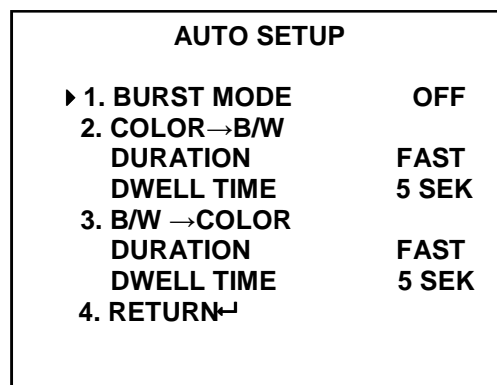 AUTO SETUP
1. BURST MODE OFF
2. COLOR→B/W
DURATION FAST
DWELL TIME 5 SEK
3. B/W →COLOR
DURATION FAST
DWELL TIME 5 SEK
4. RETURN↵